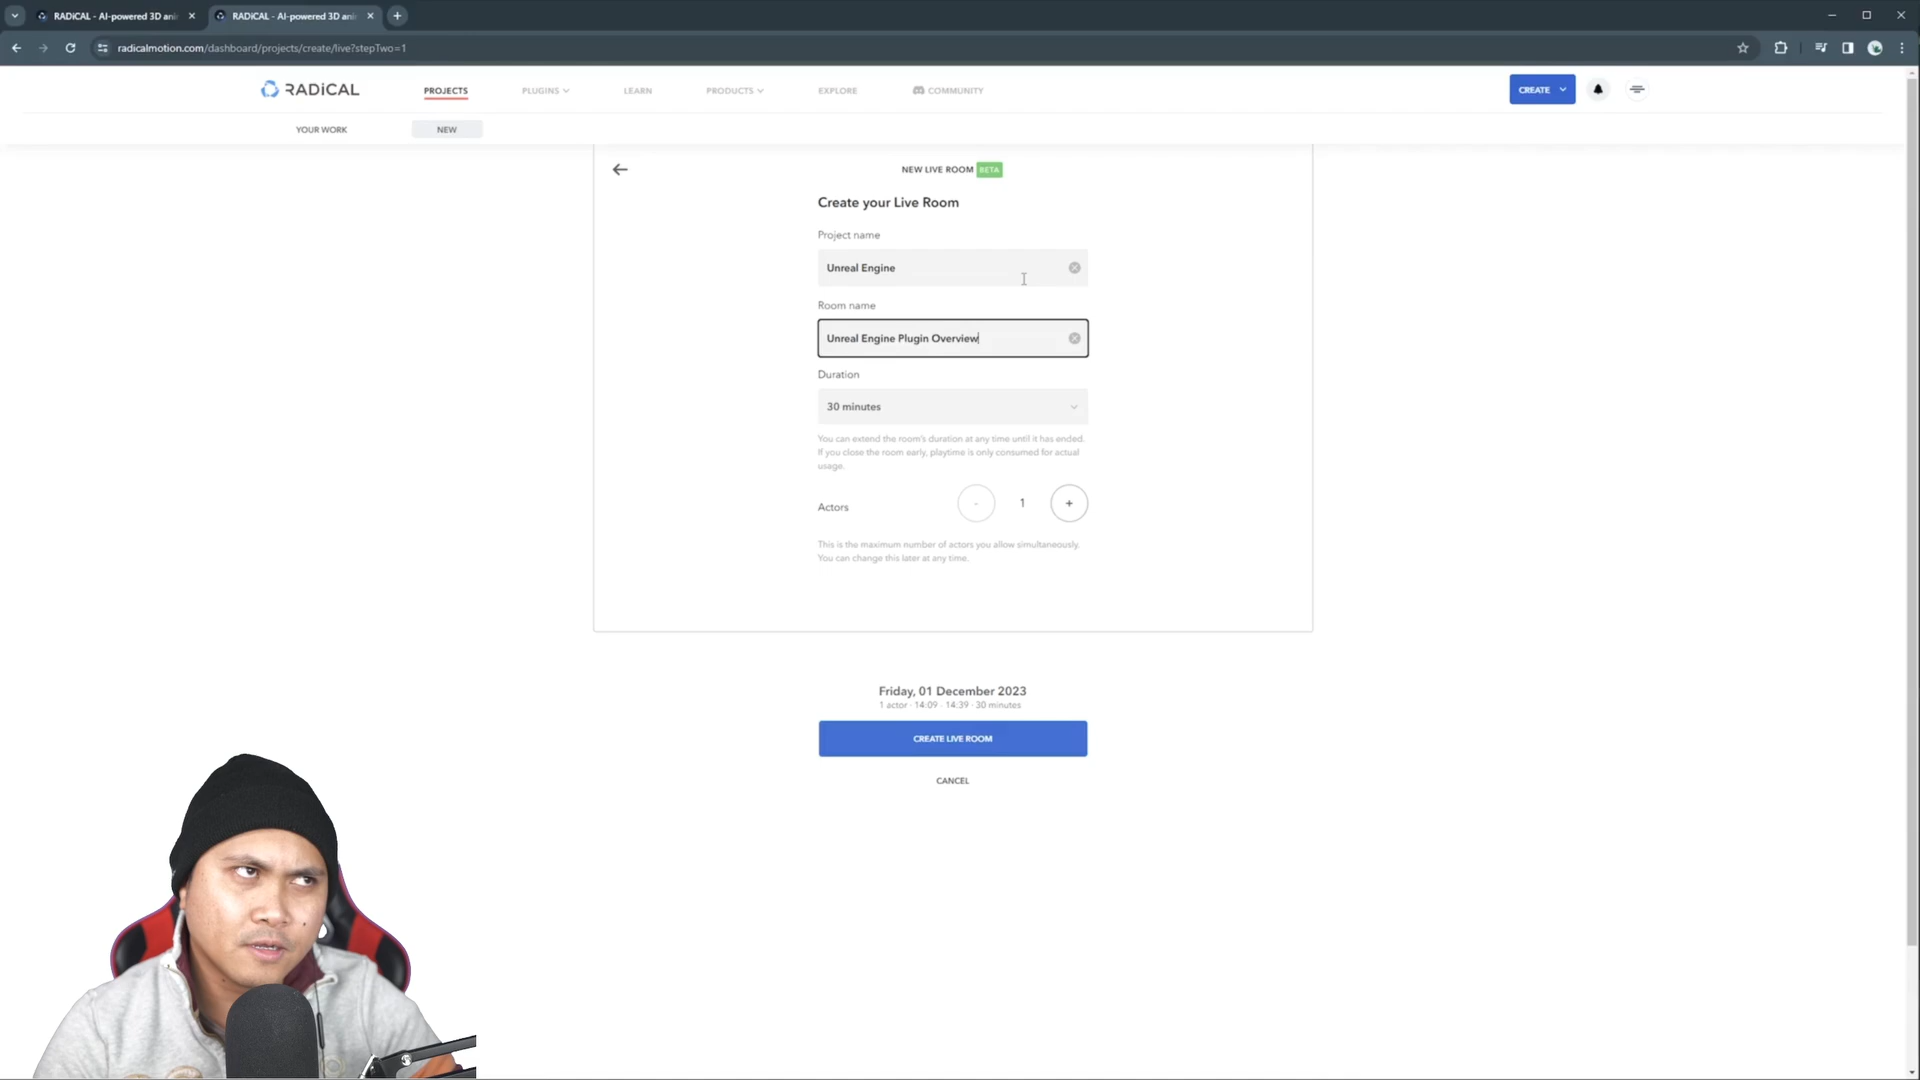 RADiCAL - AI-powered 3D ani
RADiCAL - AI-powered 3D ani
radicalmotion.com/dashboard/projects/create/live?stepTwo=1
RADiCAL
PROJECTS
PLUGINS
LEARN
PRODUCTS
EXPLORE
COMMUNITY
CREATE
YOUR WORK
NEW
NEW LIVE ROOM BETA
Create your Live Room
Project name
Unreal Engine
Room name
Unreal Engine Plugin Overview
Duration
30 minutes
You can extend the room's duration at any time until it has ended.
If you close the room early, playtime is only consumed for actual
usage.
Actors
- 1 +
This is the maximum number of actors you allow simultaneously.
You can change this later at any time.
Friday, 01 December 2023
1 actor · 14:09 - 14:39 · 30 minutes
CREATE LIVE ROOM
CANCEL